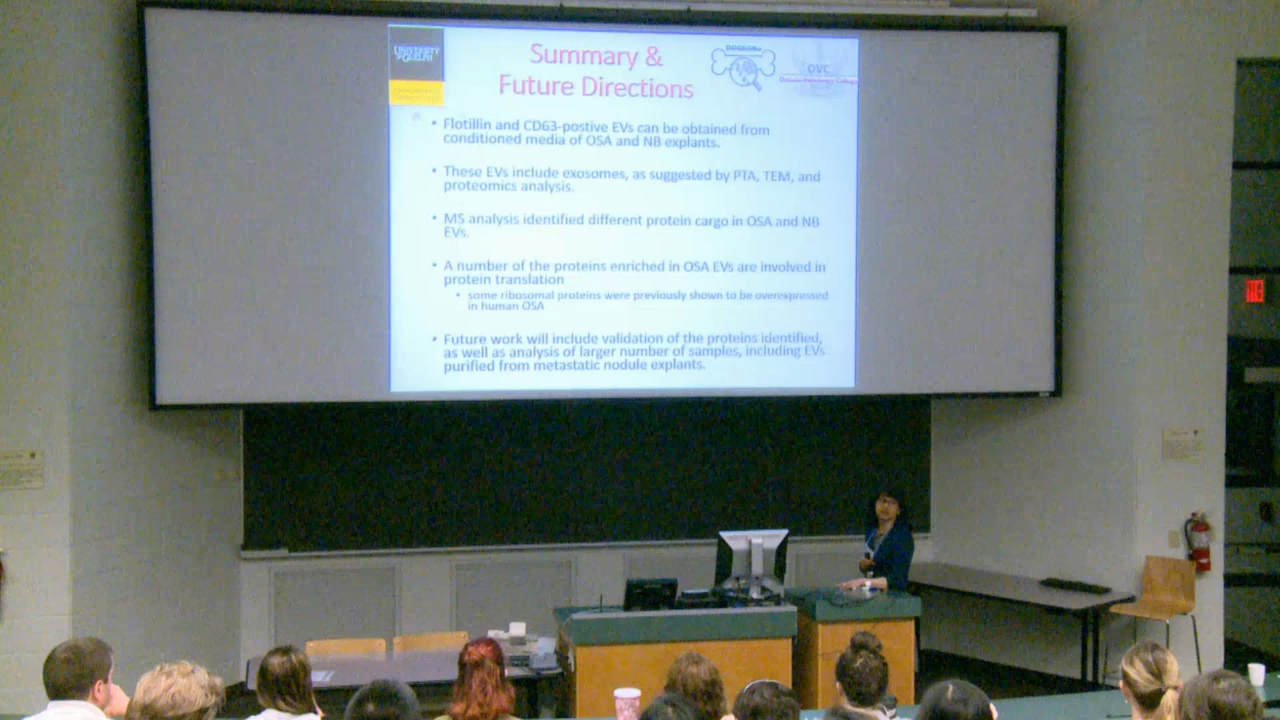 UNIVERSITY
OF GUELPH
Summary &
Future Directions
OVC
• Flotillin and CD63-postive EVs can be obtained from
conditioned media of OSA and NB explants.
• These EVs include exosomes, as suggested by PTA, TEM, and
proteomics analysis.
• MS analysis identified different protein cargo in OSA and NB
EVs.
• A number of the proteins enriched in OSA EVs are involved in
protein translation
• some ribosomal proteins were previously shown to be overexpressed
in human OSA
• Future work will include validation of the proteins identified,
as well as analysis of larger number of samples, including EVs
purified from metastatic nodule explants.